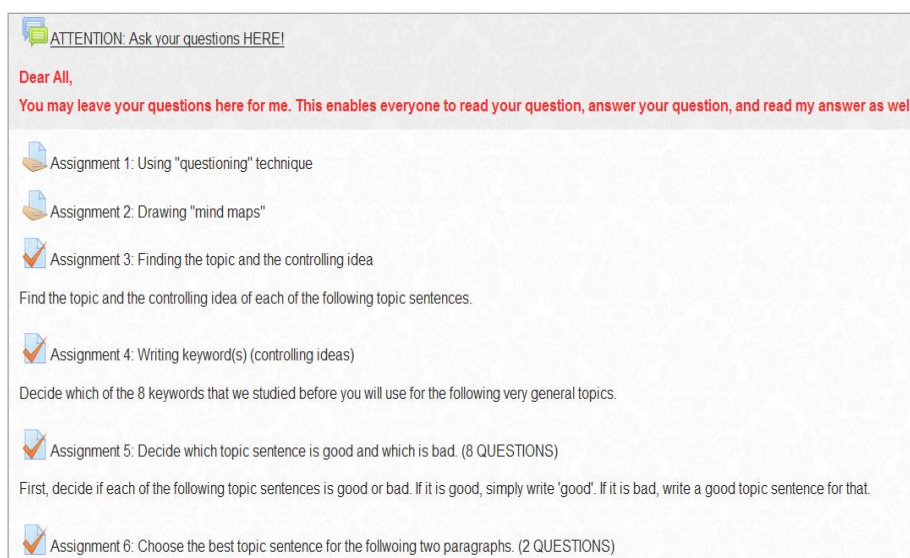 ATTENTION: Ask your questions HERE!
Dear All,
You may leave your questions here for me. This enables everyone to read your question, answer your question, and read my answer as wel
Assignment 1: Using "questioning" technique
Assignment 2: Drawing "mind maps"
Assignment 3: Finding the topic and the controlling idea
Find the topic and the controlling idea of each of the following topic sentences.
Assignment 4: Writing keyword(s) (controlling ideas)
Decide which of the 8 keywords that we studied before you will use for the following very general topics.
Assignment 5: Decide which topic sentence is good and which is bad. (8 QUESTIONS)
First, decide if each of the following topic sentences is good or bad. If it is good, simply write 'good'. If it is bad, write a good topic sentence for that.
Assignment 6: Choose the best topic sentence for the follwoing two paragraphs. (2 QUESTIONS)